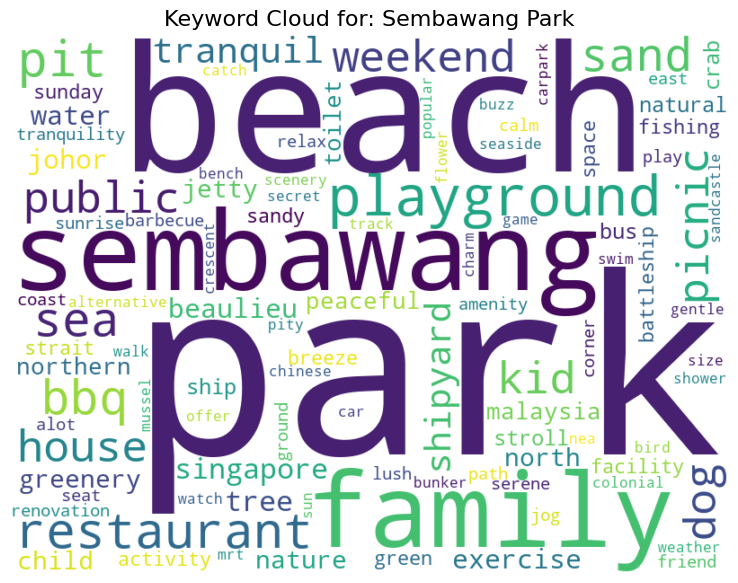 Keyword Cloud for: Sembawang Park
pit
tranquil
catch
weekend
sand
crab
sunday
beach
carpark
east
water
toilet
popular
buzz
natural
tranquility
relax
flower
calm
seaside
space
fishing
johor
bench
play
public
jetty
scenery
secret
playground
picnic
sandcastle
sunrise
barbecue
sandy
track
game
bus
sembawang
crescent
charm
swim
battleship
coast
alternative
beaulieu
peaceful
amenity
gentle
sea
pity
shipyard
park
corner
strait
walk
breeze
size
northern
chinese
kid
shower
bbq
mussel
ship
offer
car
malaysia
alot
ground
stroll
nea
bird
house
singapore
north
facility
dog
greenery
lush
path
serene
colonial
seat
watch
tree
bunker
renovation
restaurant
sun
family
jog
weather
child
activity
mrt
nature
green
exercise
friend